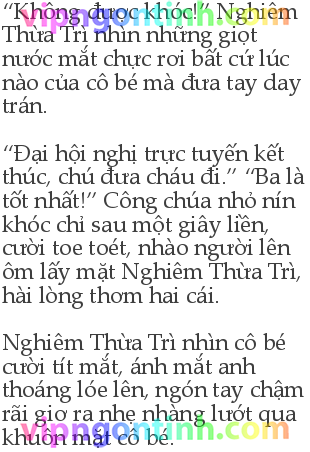 “Không được khóc!” Nghiêm
Thừa Trì nhìn những giọt
nước mắt chực rơi bất cứ lúc
nào của cô bé mà đưa tay day
trán.
“Đại hội nghị trực tuyến kết
thúc, chú đưa cháu đi.” “Ba là
tốt nhất!” Công chúa nhỏ nín
khóc chỉ sau một giây liền,
cười toe toét, nhào người lên
ôm lấy mặt Nghiêm Thừa Trì,
hài lòng thơm hai cái.
Nghiêm Thừa Trì nhìn cô bé
cười tít mắt, ánh mắt anh
thoáng lóe lên, ngón tay chậm
rãi giơ ra nhẹ nhàng lướt qua
khuôn mặt cô bé.
vipngontinh.com
vipngontinh.com